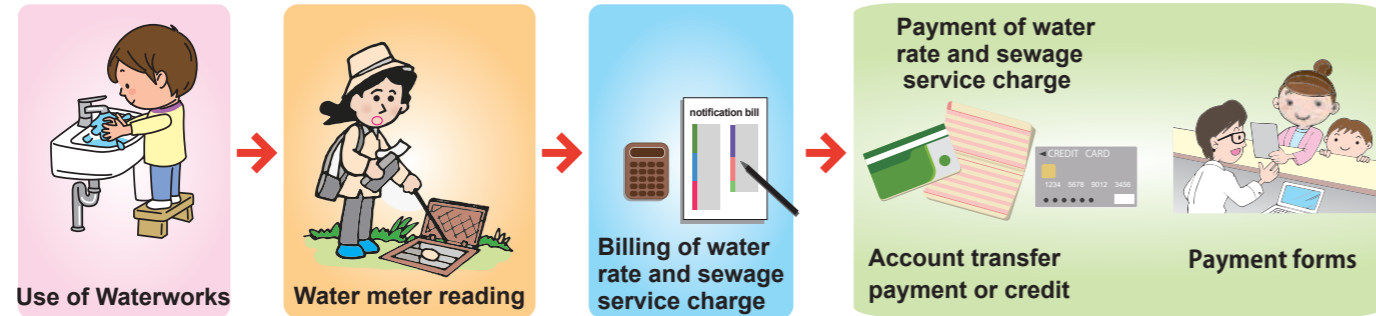 Use of Waterworks
Water meter reading
notification bill
Billing of water
rate and sewage
service charge
Payment of water
rate and sewage
service charge
CREDIT CARD
1234 5678 9012 3456
Account transfer
payment or credit
Payment forms